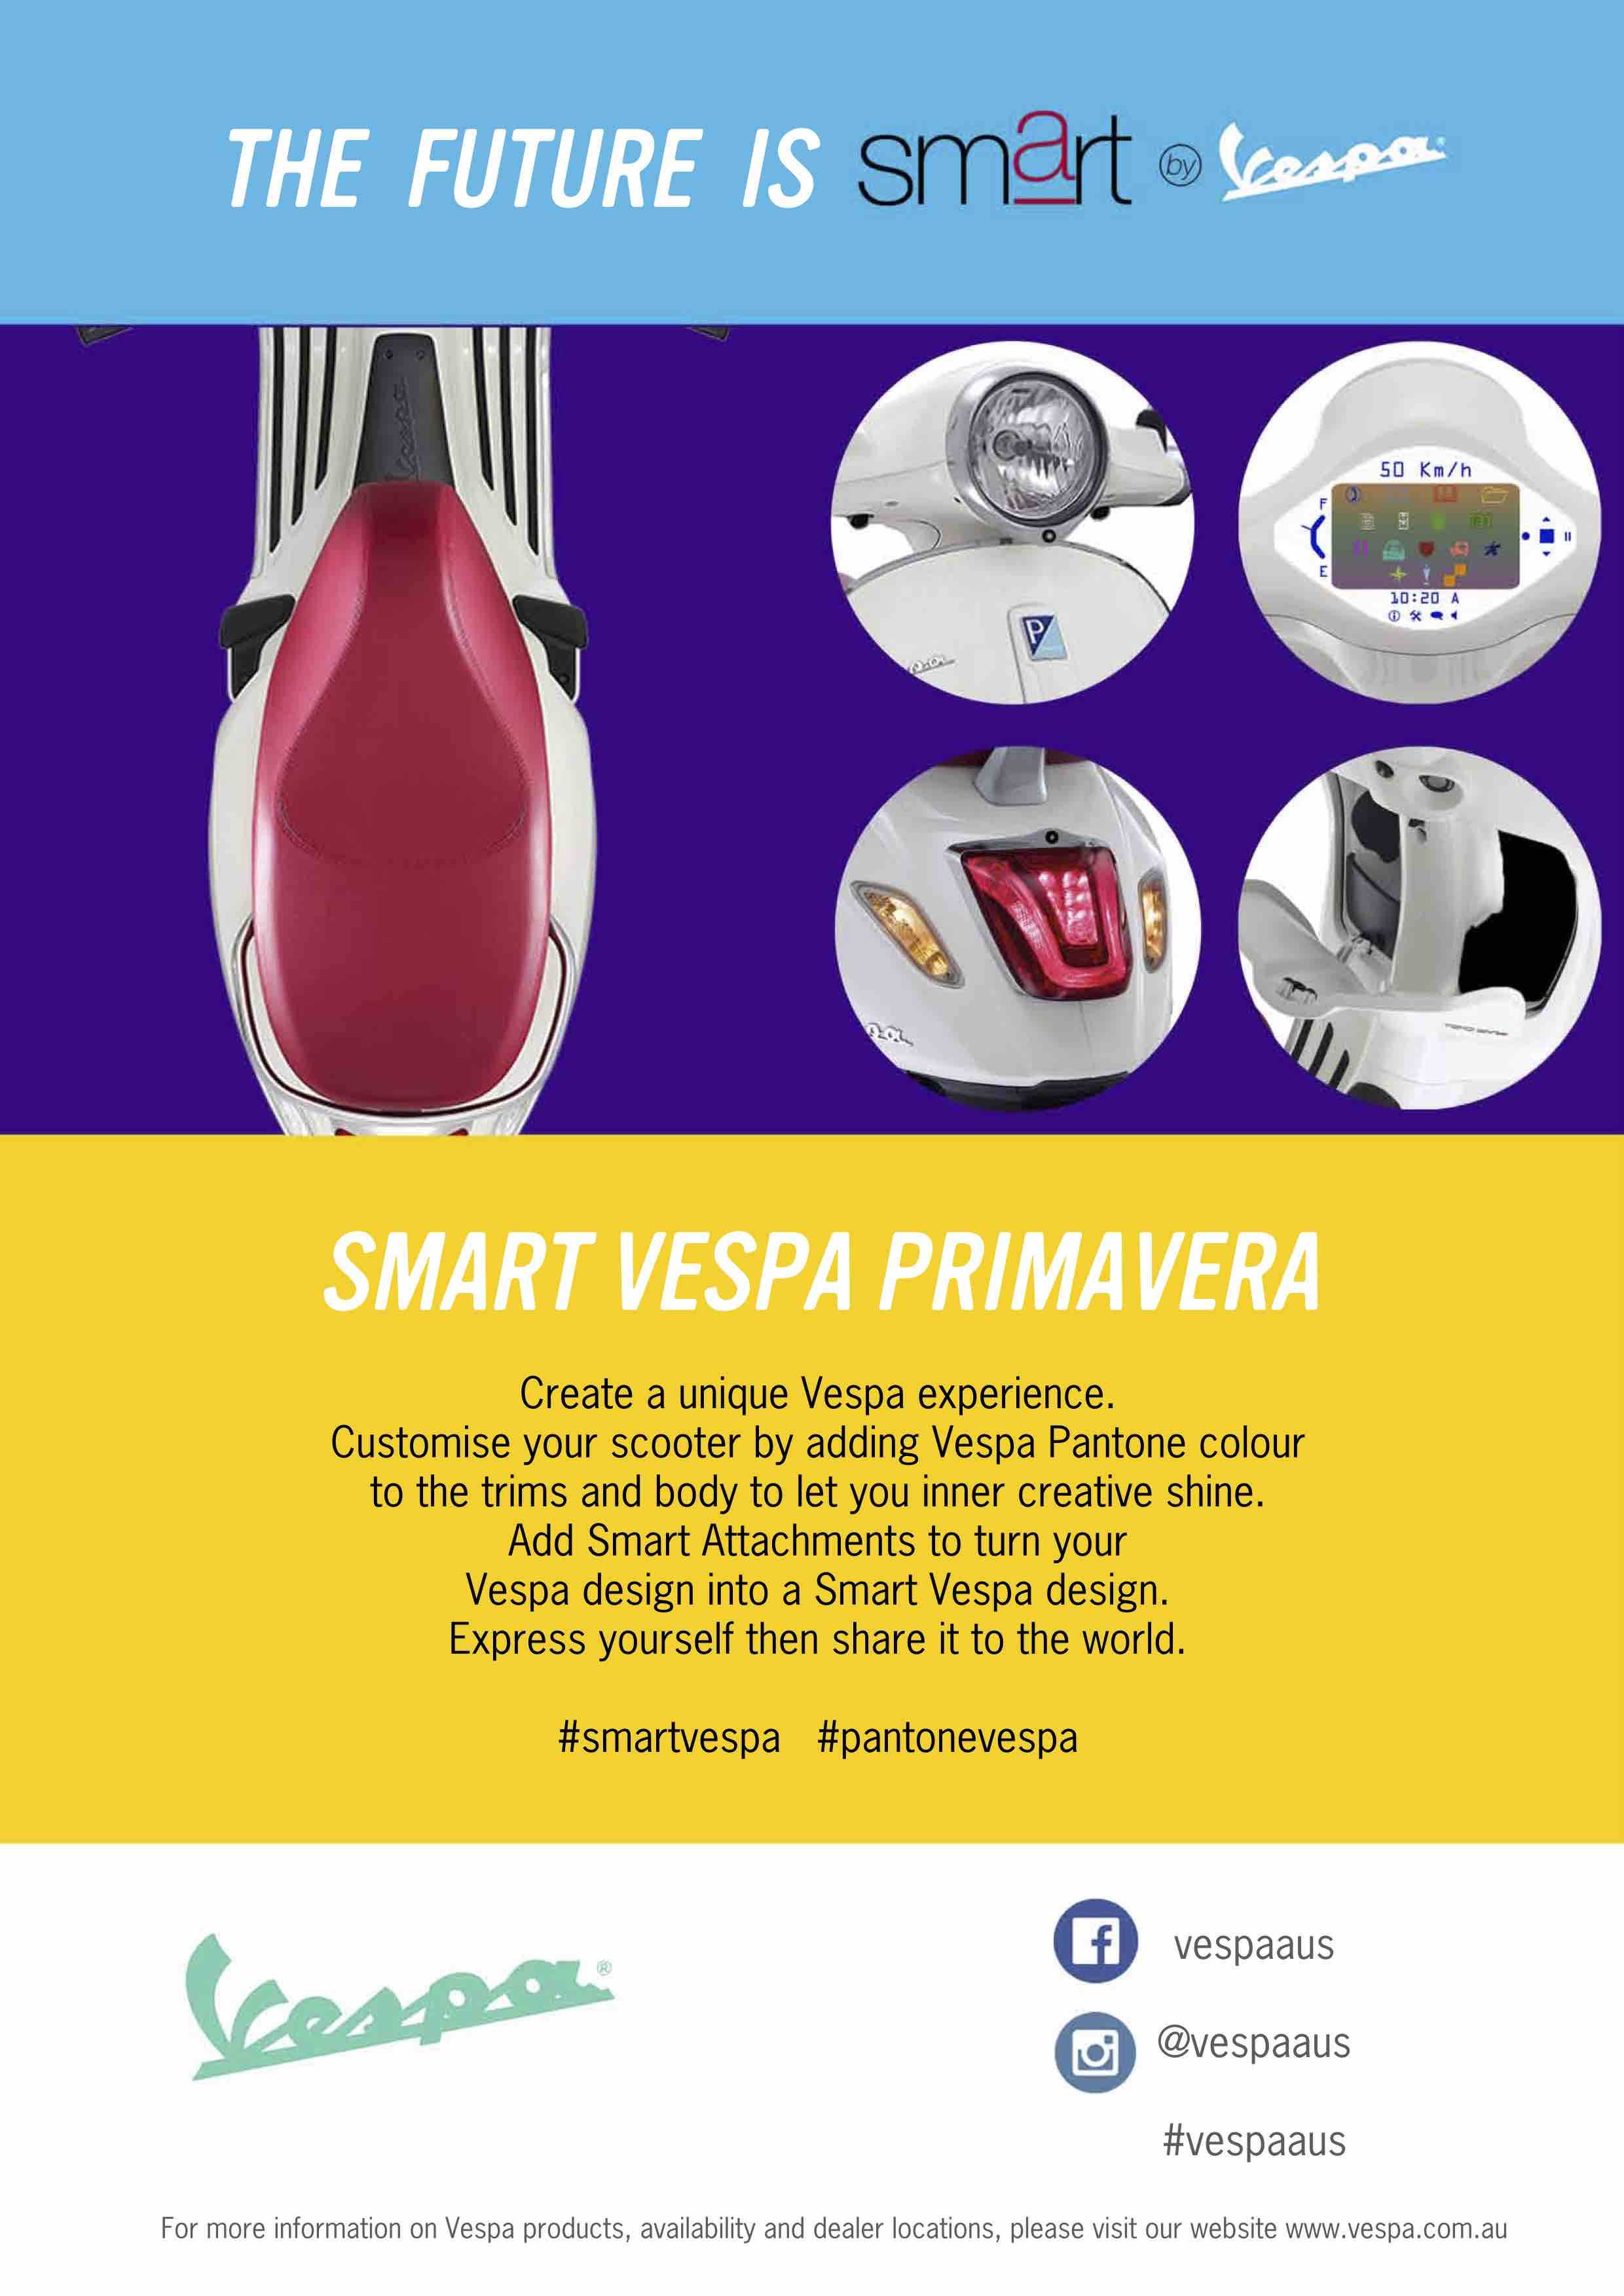 THE FUTURE IS smart by Vespa
Vespa
50 Km/h
F
E
10:20 A
P
SMART VESPA PRIMAVERA
Create a unique Vespa experience.
Customise your scooter by adding Vespa Pantone colour
to the trims and body to let you inner creative shine.
Add Smart Attachments to turn your
Vespa design into a Smart Vespa design.
Express yourself then share it to the world.
#smartvespa #pantonevespa
Vespa®
vespaaus
@vespaaus
#vespaaus
For more information on Vespa products, availability and dealer locations, please visit our website www.vespa.com.au